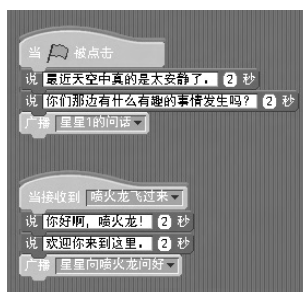 当 被点击
说 最近天空中真的是太安静了. 2 秒
说 你们那边有什么有趣的事情发生吗? 2 秒
广播 星星1的问话
当接收到 喷火龙飞过来
说 你好啊, 喷火龙! 2 秒
说 欢迎你来到这里. 2 秒
广播 星星向喷火龙问好